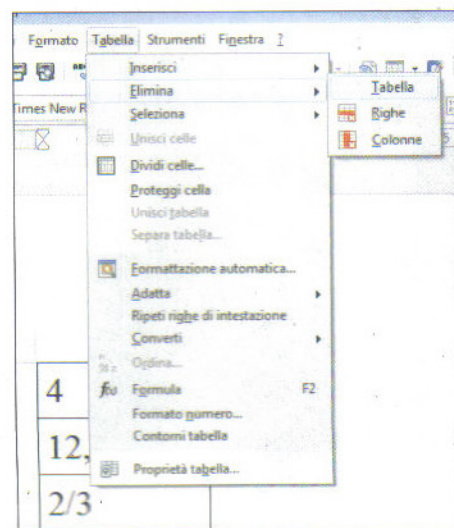 Formato Tabella Strumenti Finestra ?
Times New R
Inserisci
Elimina
Seleziona
Unisci celle
Dividi celle...
Proteggi cella
Unisci tabella
Separa tabella...
Formattazione automatica...
Adatta
Ripeti righe di intestazione
Converti
Ordina...
Formula F2
Formato numero...
Contorni tabella
Proprietà tabella...
Tabella
Righe
Colonne
4
12,
2/3